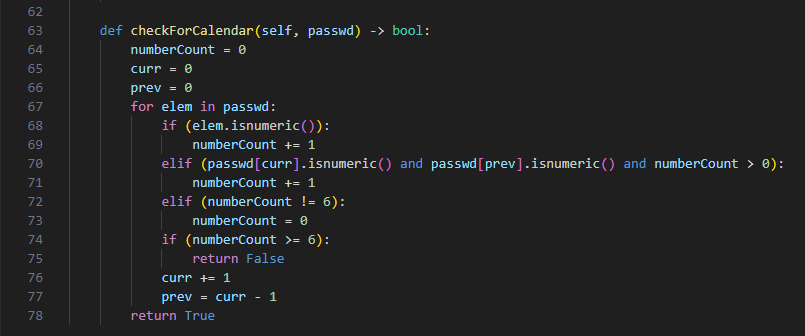 62
63 def checkForCalendar(self, passwd) -> bool:
64 numberCount = 0
65 curr = 0
66 prev = 0
67 for elem in passwd:
68 if (elem.isnumeric()):
69 numberCount += 1
70 elif (passwd[curr].isnumeric() and passwd[prev].isnumeric() and numberCount > 0):
71 numberCount += 1
72 elif (numberCount != 6):
73 numberCount = 0
74 if (numberCount >= 6):
75 return False
76 curr += 1
77 prev = curr - 1
78 return True